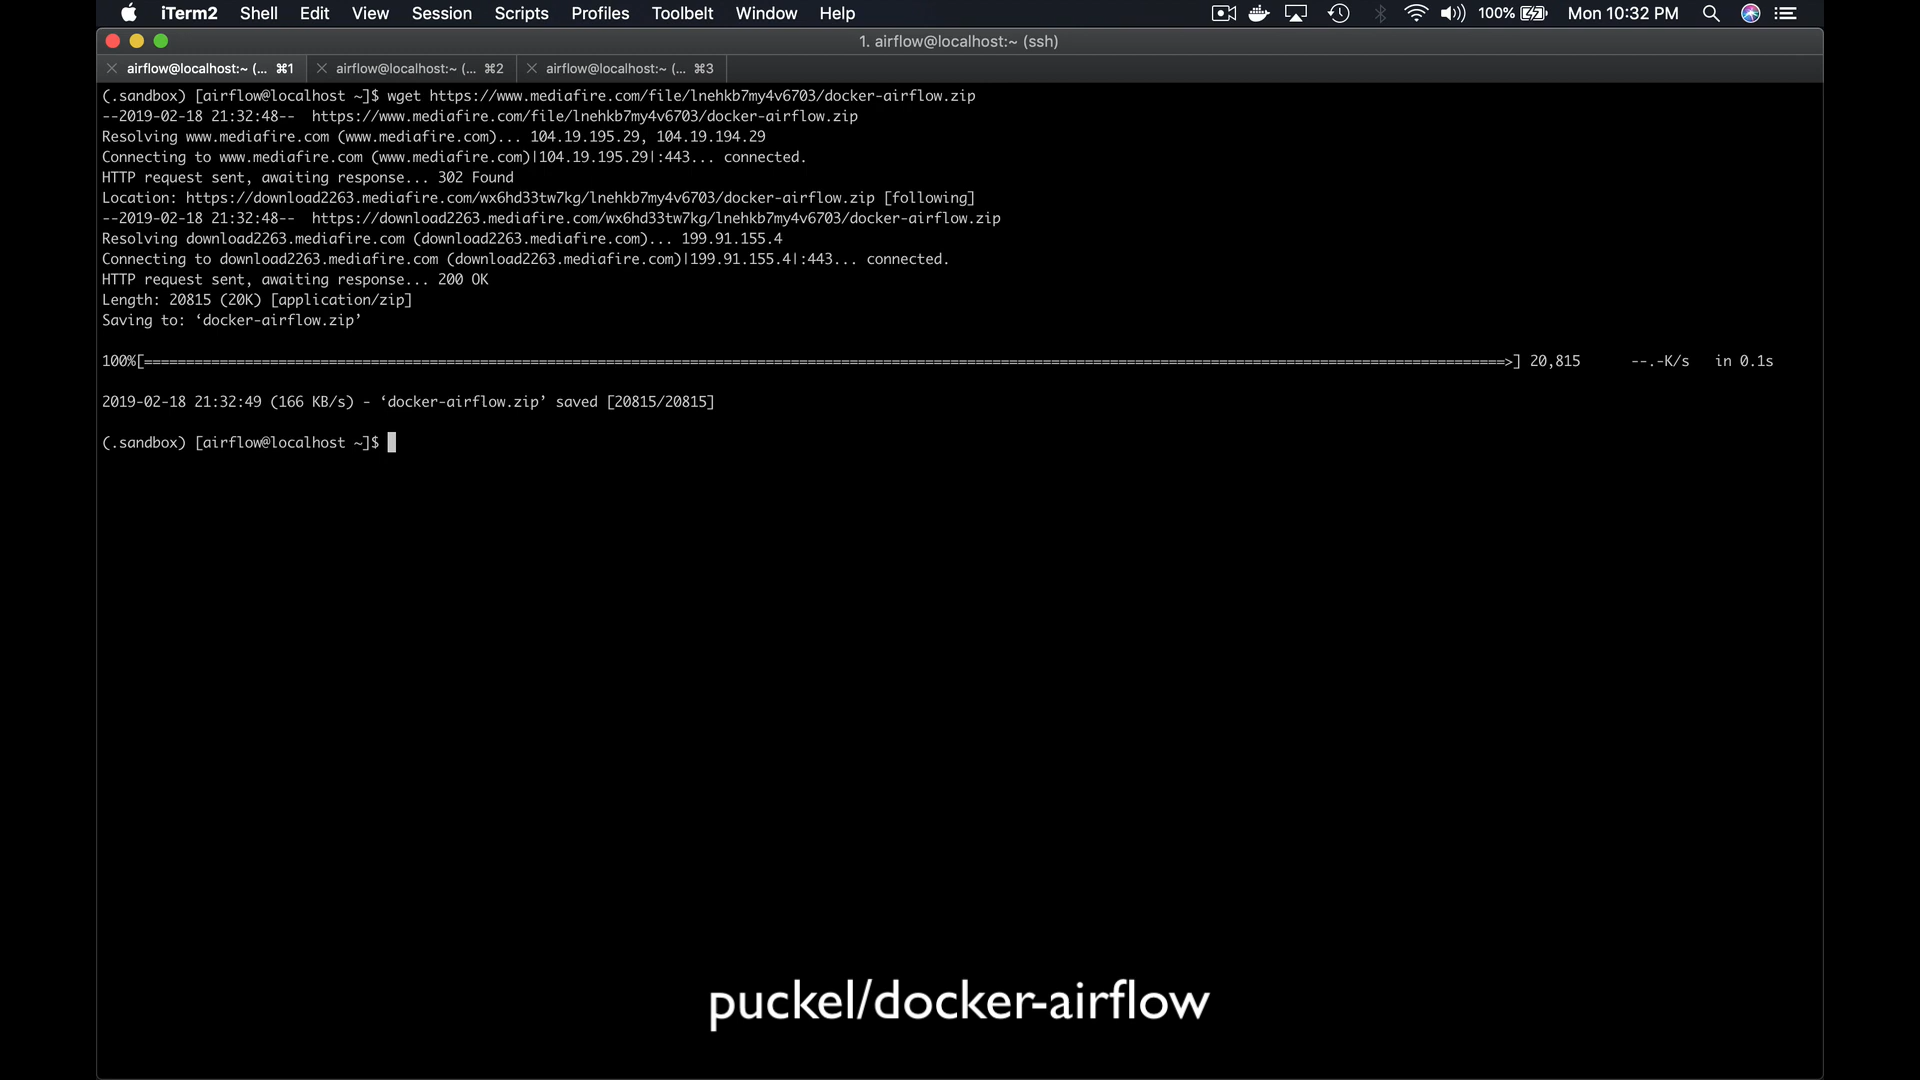 iTerm2 Shell Edit View Session Scripts Profiles Toolbelt Window Help 100% Mon 10:32 PM
1. airflow@localhost:~ (ssh)
airflow@localhost:~ (... ⌘1 airflow@localhost:~ (... ⌘2 airflow@localhost:~ (... ⌘3
(.sandbox) [airflow@localhost ~]$ wget https://www.mediafire.com/file/lnehkb7my4v6703/docker-airflow.zip
--2019-02-18 21:32:48--  https://www.mediafire.com/file/lnehkb7my4v6703/docker-airflow.zip
Resolving www.mediafire.com (www.mediafire.com)... 104.19.195.29, 104.19.194.29
Connecting to www.mediafire.com (www.mediafire.com)|104.19.195.29|:443... connected.
HTTP request sent, awaiting response... 302 Found
Location: https://download2263.mediafire.com/wx6hd33tw7kg/lnehkb7my4v6703/docker-airflow.zip [following]
--2019-02-18 21:32:48--  https://download2263.mediafire.com/wx6hd33tw7kg/lnehkb7my4v6703/docker-airflow.zip
Resolving download2263.mediafire.com (download2263.mediafire.com)... 199.91.155.4
Connecting to download2263.mediafire.com (download2263.mediafire.com)|199.91.155.4|:443... connected.
HTTP request sent, awaiting response... 200 OK
Length: 20815 (20K) [application/zip]
Saving to: ‘docker-airflow.zip’
100%[==================================================================================================================================================================>] 20,815      --.-K/s   in 0.1s
2019-02-18 21:32:49 (166 KB/s) - ‘docker-airflow.zip’ saved [20815/20815]
(.sandbox) [airflow@localhost ~]$
puckel/docker-airflow